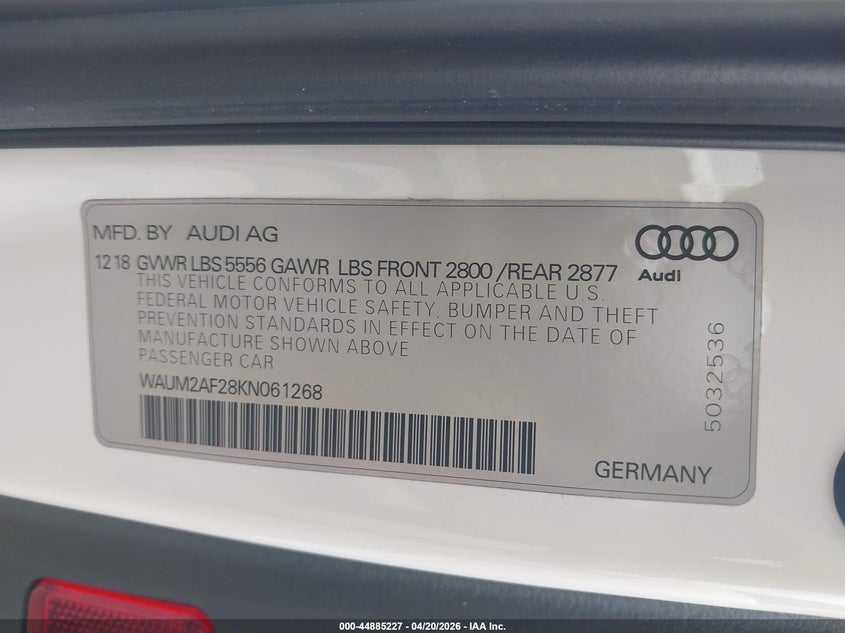 MFD. BY AUDI AG
Audi
12 18 GVWR LBS 5556 GAWR LBS FRONT 2800 /REAR 2877
THIS VEHICLE CONFORMS TO ALL APPLICABLE U.S.
FEDERAL MOTOR VEHICLE SAFETY, BUMPER AND THEFT
PREVENTION STANDARDS IN EFFECT ON THE DATE OF
MANUFACTURE SHOWN ABOVE
PASSENGER CAR
WAUM2AF28KN061268
5032536
GERMANY
000-44885227 - 04/20/2026 - IAA Inc.